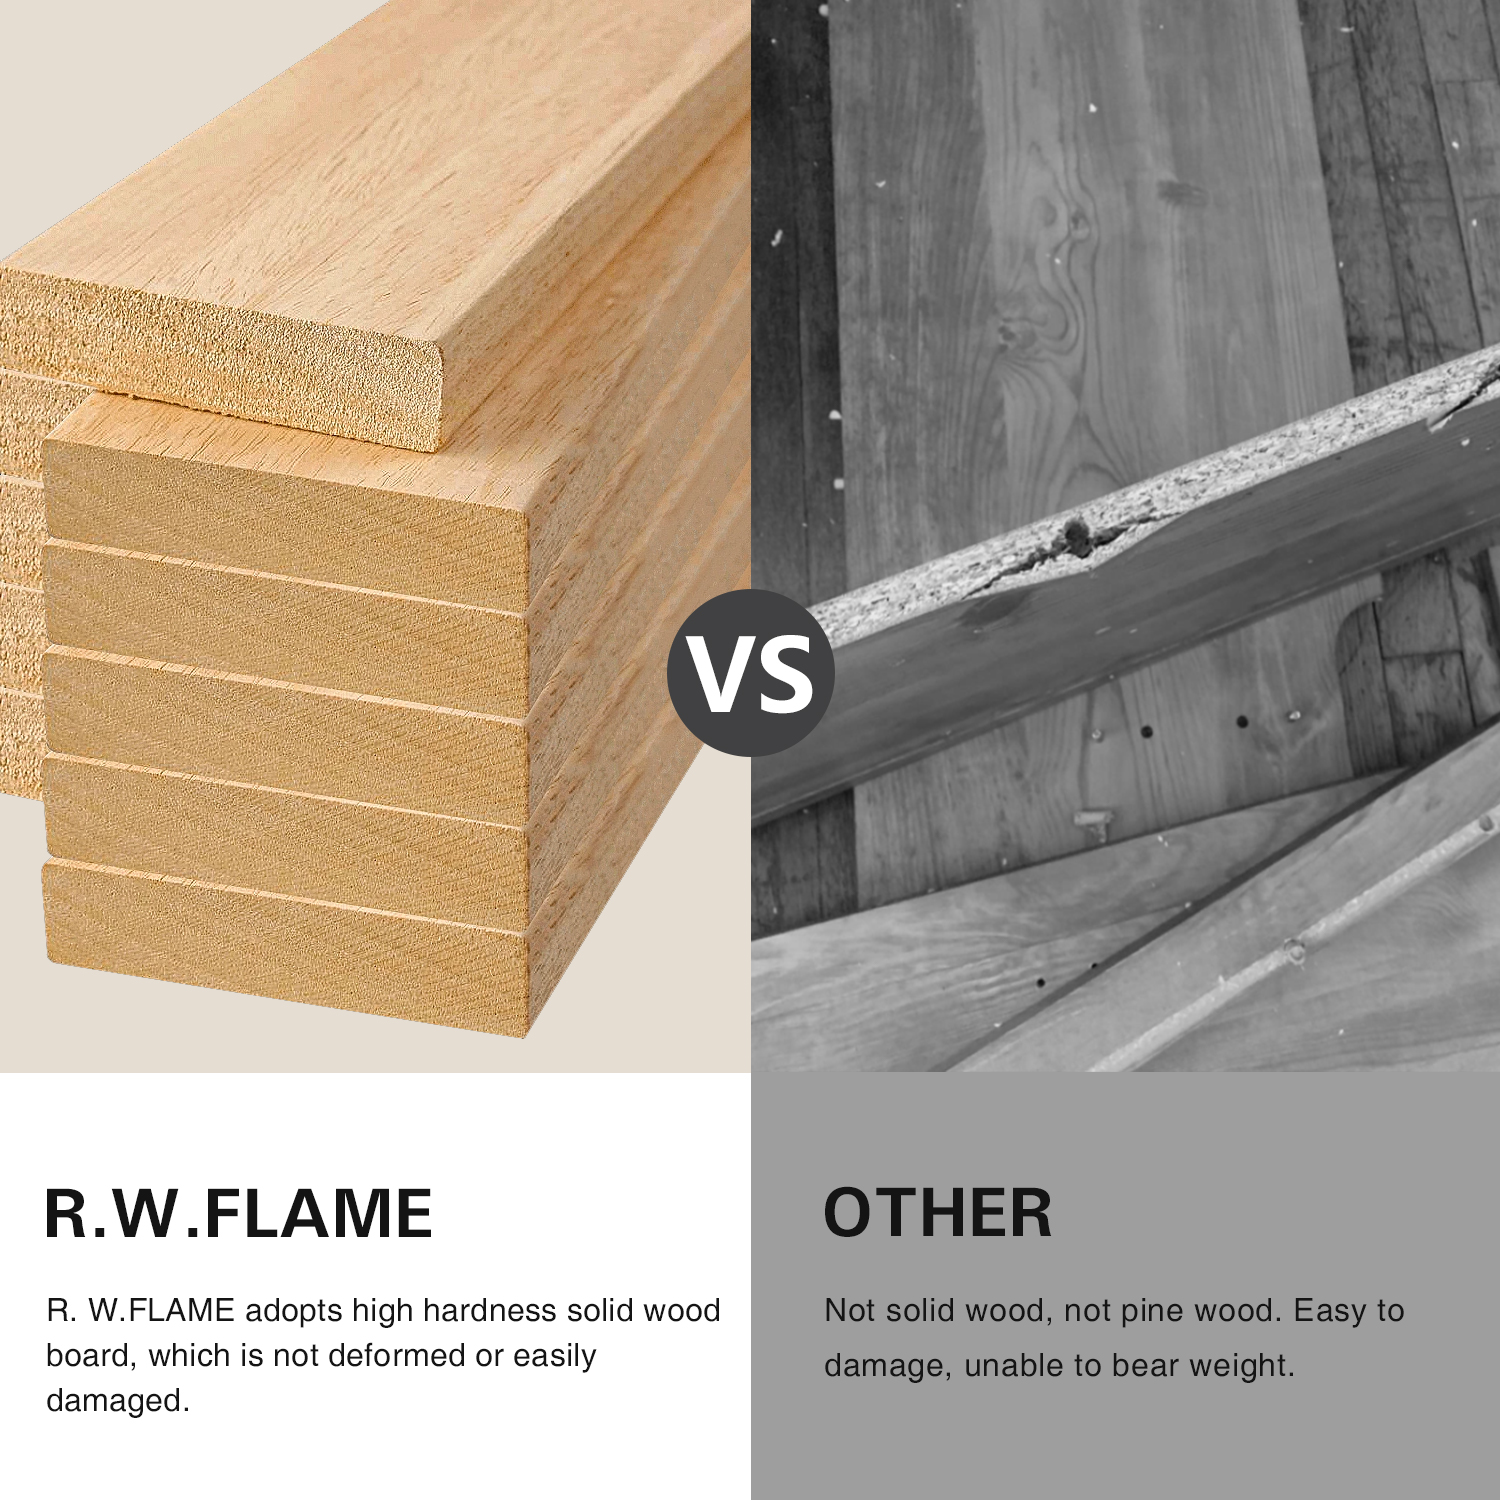 VS
R.W.FLAME
R. W.FLAME adopts high hardness solid wood
board, which is not deformed or easily
damaged.
OTHER
Not solid wood, not pine wood. Easy to
damage, unable to bear weight.